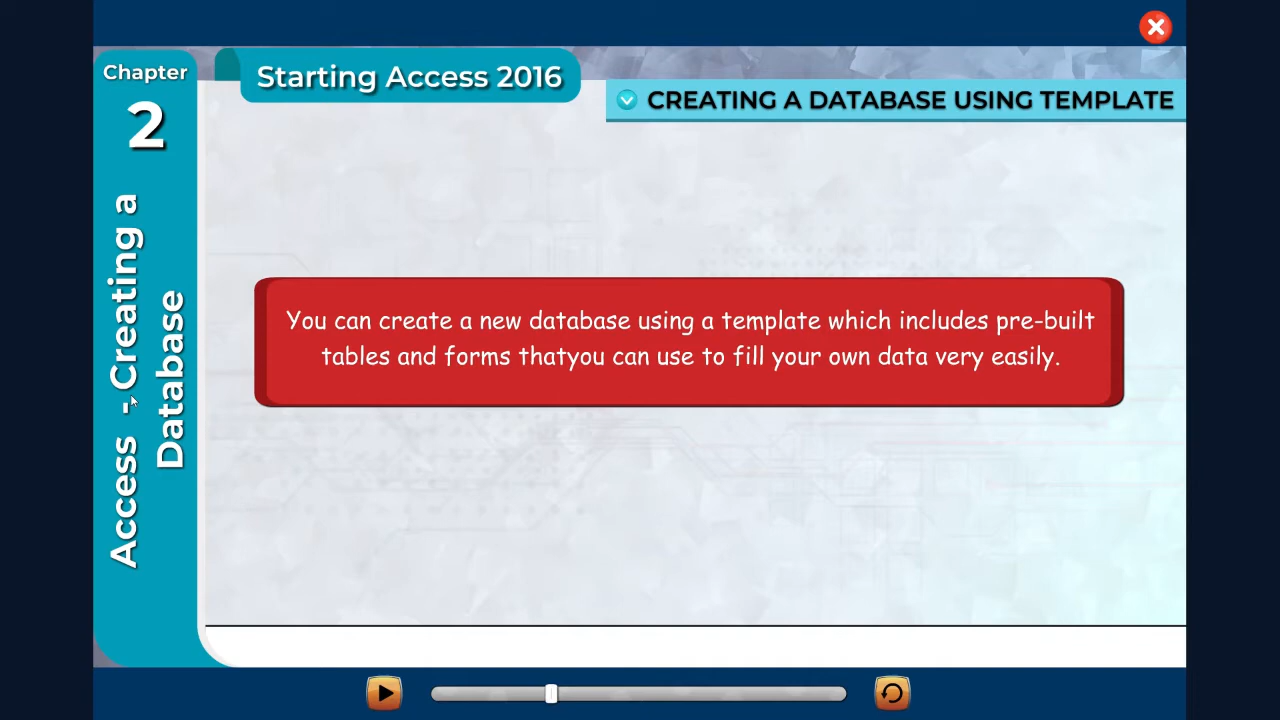 Chapter
2
Access - Creating a
Database
Starting Access 2016
CREATING A DATABASE USING TEMPLATE
You can create a new database using a template which includes pre-built
tables and forms thatyou can use to fill your own data very easily.